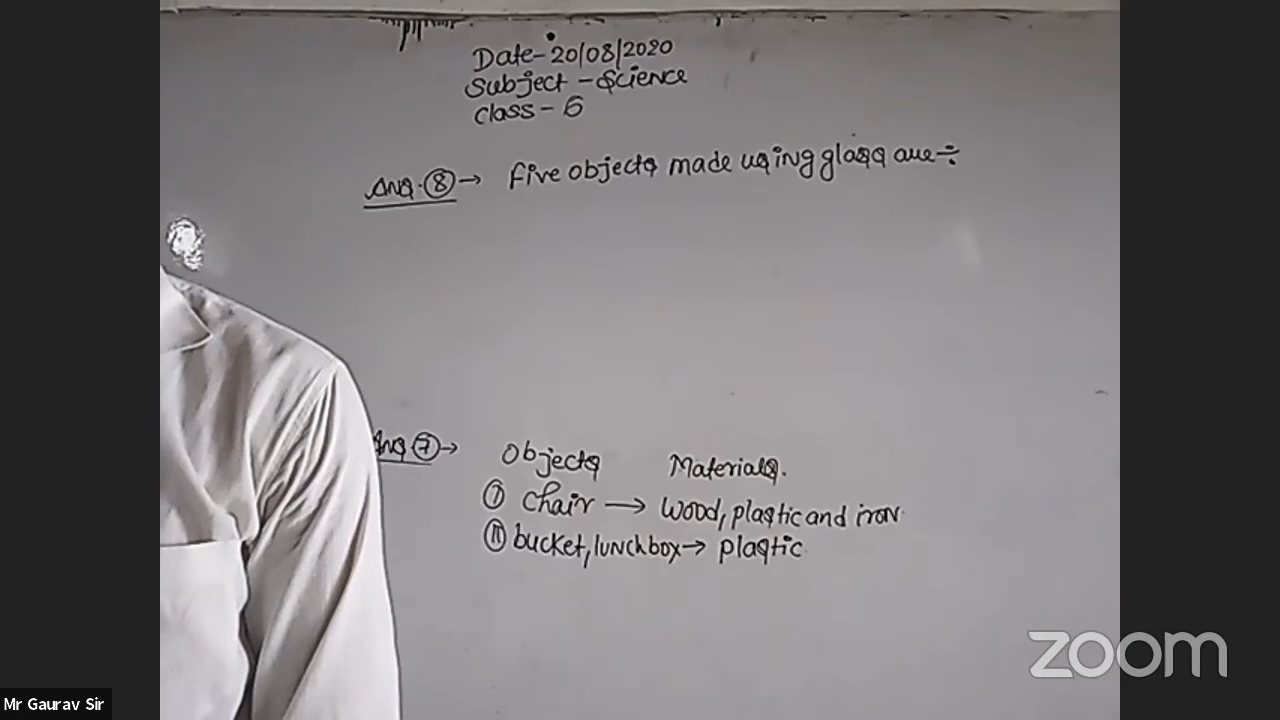 Date-20/08/2020
Subject - Science
Class - 6
Ans. 8 → Five objects made using glass are ÷
Ans 7 → Objects Materials.
I Chair → Wood, plastic and iron.
II bucket, lunchbox → plastic.
zoom
Mr Gaurav Sir